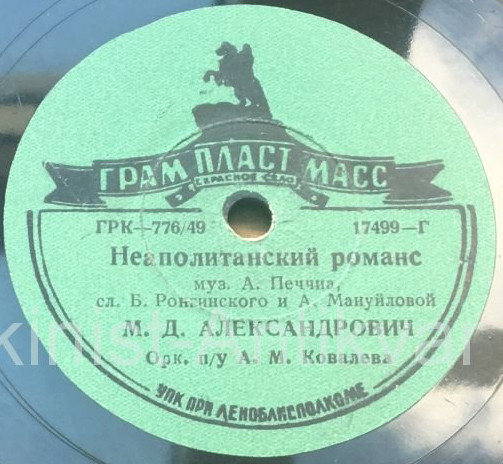 ГРАМ ПЛАСТ МАСС
КРАСНОЕ СЕЛО
ГРК—776/49 17499—Г
Неаполитанский романс
муз. А. Печчиа,
сл. Б. Ронгинского и А. Мануйловой
М. Д. АЛЕКСАНДРОВИЧ
Орк. п/у А. М. Ковалева
УПК ПРИ ЛЕНОБЛИСПОЛКОМЕ